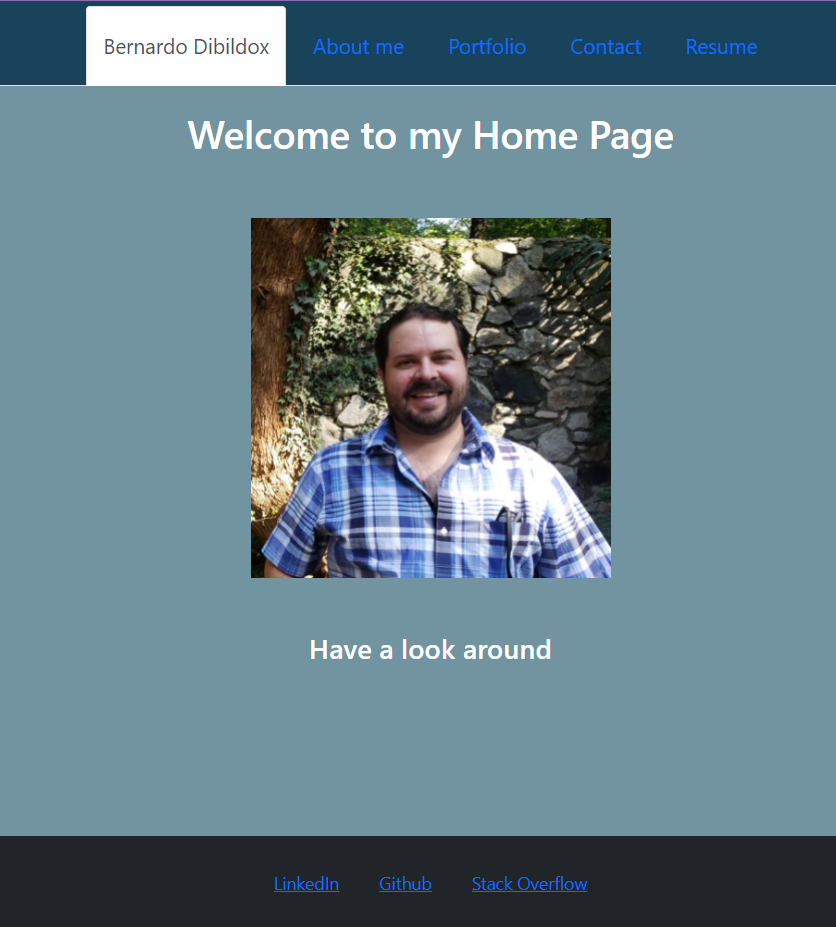 Bernardo Dibildox About me Portfolio Contact Resume
Welcome to my Home Page
Have a look around
LinkedIn Github Stack Overflow